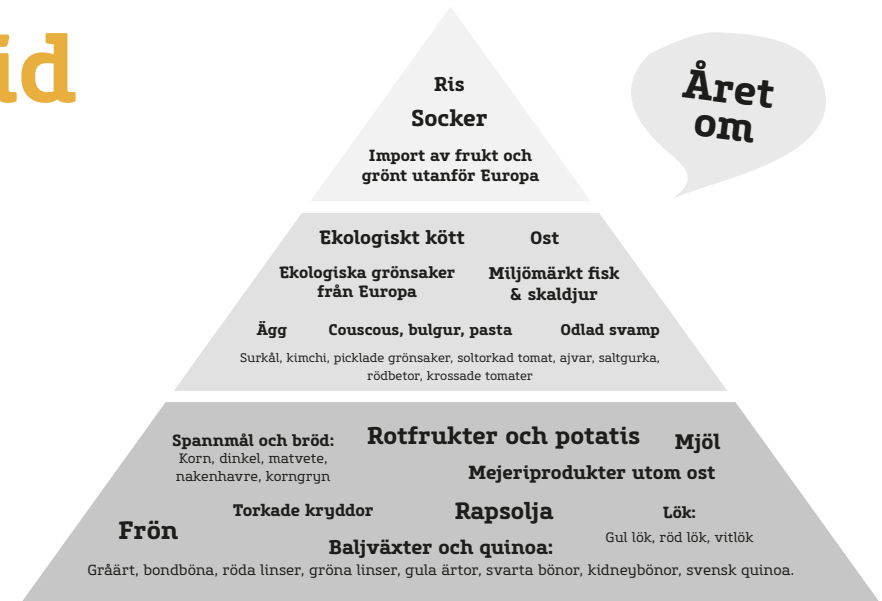 id
Året
om
Ris
Socker
Import av frukt och
grönt utanför Europa
Ekologiskt kött
Ost
Ekologiska grönsaker
från Europa
Miljömärkt fisk
& skaldjur
Ägg
Couscous, bulgur, pasta
Odlad svamp
Surkål, kimchi, picklade grönsaker, soltorkad tomat, ajvar, saltgurka,
rödbetor, krossade tomater
Spannmål och bröd:
Korn, dinkel, matvete,
nakenhavre, korngryn
Rotfrukter och potatis
Mjöl
Mejeriprodukter utom ost
Torkade kryddor
Rapsolja
Lök:
Gul lök, röd lök, vitlök
Frön
Baljväxter och quinoa:
Gråärt, bondböna, röda linser, gröna linser, gula ärtor, svarta bönor, kidneybönor, svensk quinoa.